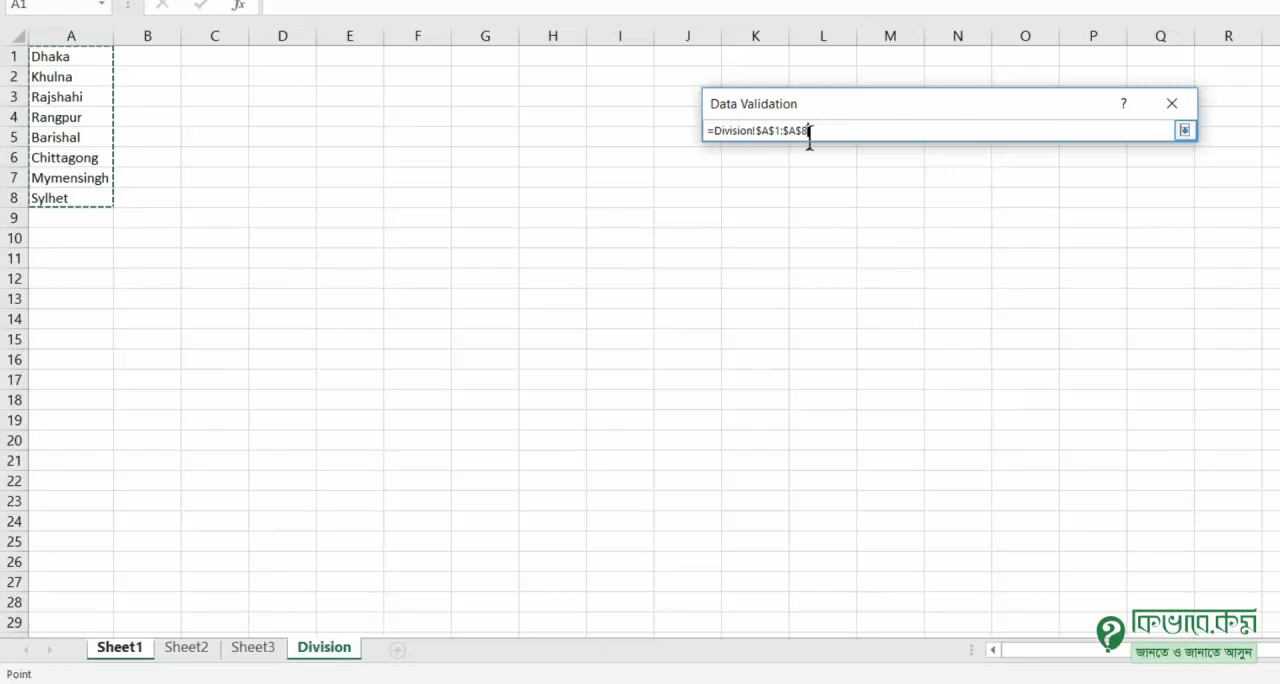 A1
fx
A B C D E F G H I J K L M N O P Q R
1 Dhaka
2 Khulna
3 Rajshahi
4 Rangpur
5 Barishal
6 Chittagong
7 Mymensingh
8 Sylhet
9
10
11
12
13
14
15
16
17
18
19
20
21
22
23
24
25
26
27
28
29
Data Validation ?
=Division!$A$1:$A$8
Sheet1 Sheet2 Sheet3 Division
Point
কিভাবে.কম
জানতে ও জানাতে আসুন